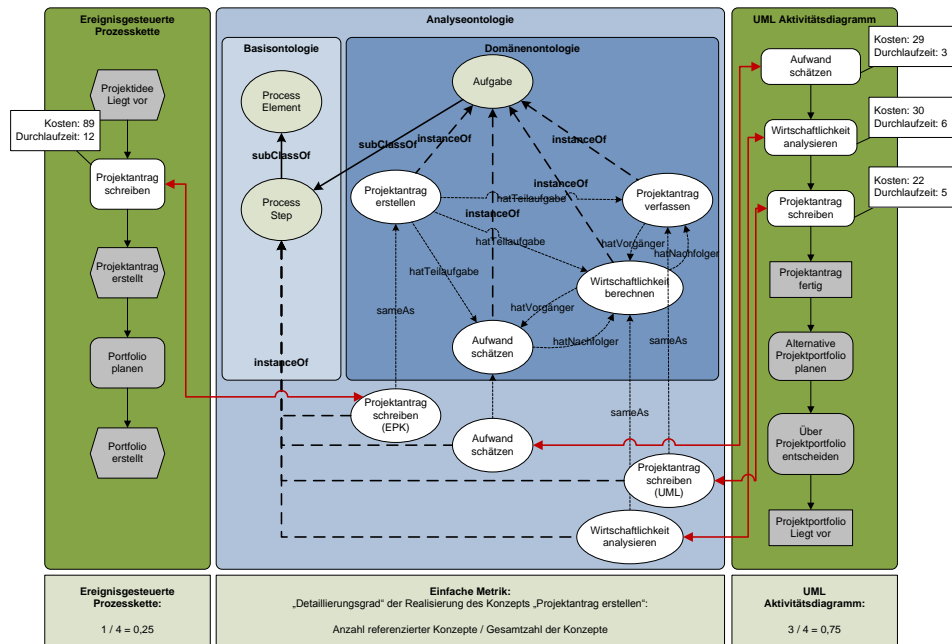 Ereignisgesteuerte
Prozesskette
Projektidee
Liegt vor
Kosten: 89
Durchlaufzeit: 12
Projektantrag
schreiben
Projektantrag
erstellt
Portfolio
planen
Portfolio
erstellt
Analyseontologie
Basisontologie
Process
Element
subClassOf
Process
Step
instanceOf
Domänenontologie
Aufgabe
subClassOf
instanceOf
instanceOf
Projektantrag
erstellen
hatTeilaufgabe
instanceOf
instanceOf
Projektantrag
verfassen
hatTeilaufgabe
hatVorgänger
hatNachfolger
hatTeilaufgabe
Wirtschaftlichkeit
berechnen
hatVorgänger
sameAs
Aufwand
schätzen
hatNachfolger
sameAs
Projektantrag
schreiben
(EPK)
sameAs
Aufwand
schätzen
Projektantrag
schreiben
(UML)
Wirtschaftlichkeit
analysieren
UML Aktivitätsdiagramm
Kosten: 29
Durchlaufzeit: 3
Aufwand
schätzen
Kosten: 30
Durchlaufzeit: 6
Wirtschaftlichkeit
analysieren
Kosten: 22
Durchlaufzeit: 5
Projektantrag
schreiben
Projektantrag
fertig
Alternative
Projektportfolio
planen
Über
Projektportfolio
entscheiden
Projektportfolio
Liegt vor
Ereignisgesteuerte
Prozesskette:
1 / 4 = 0,25
Einfache Metrik:
„Detaillierungsgrad“ der Realisierung des Konzepts „Projektantrag erstellen“:
Anzahl referenzierter Konzepte / Gesamtzahl der Konzepte
UML
Aktivitätsdiagramm:
3 / 4 = 0,75